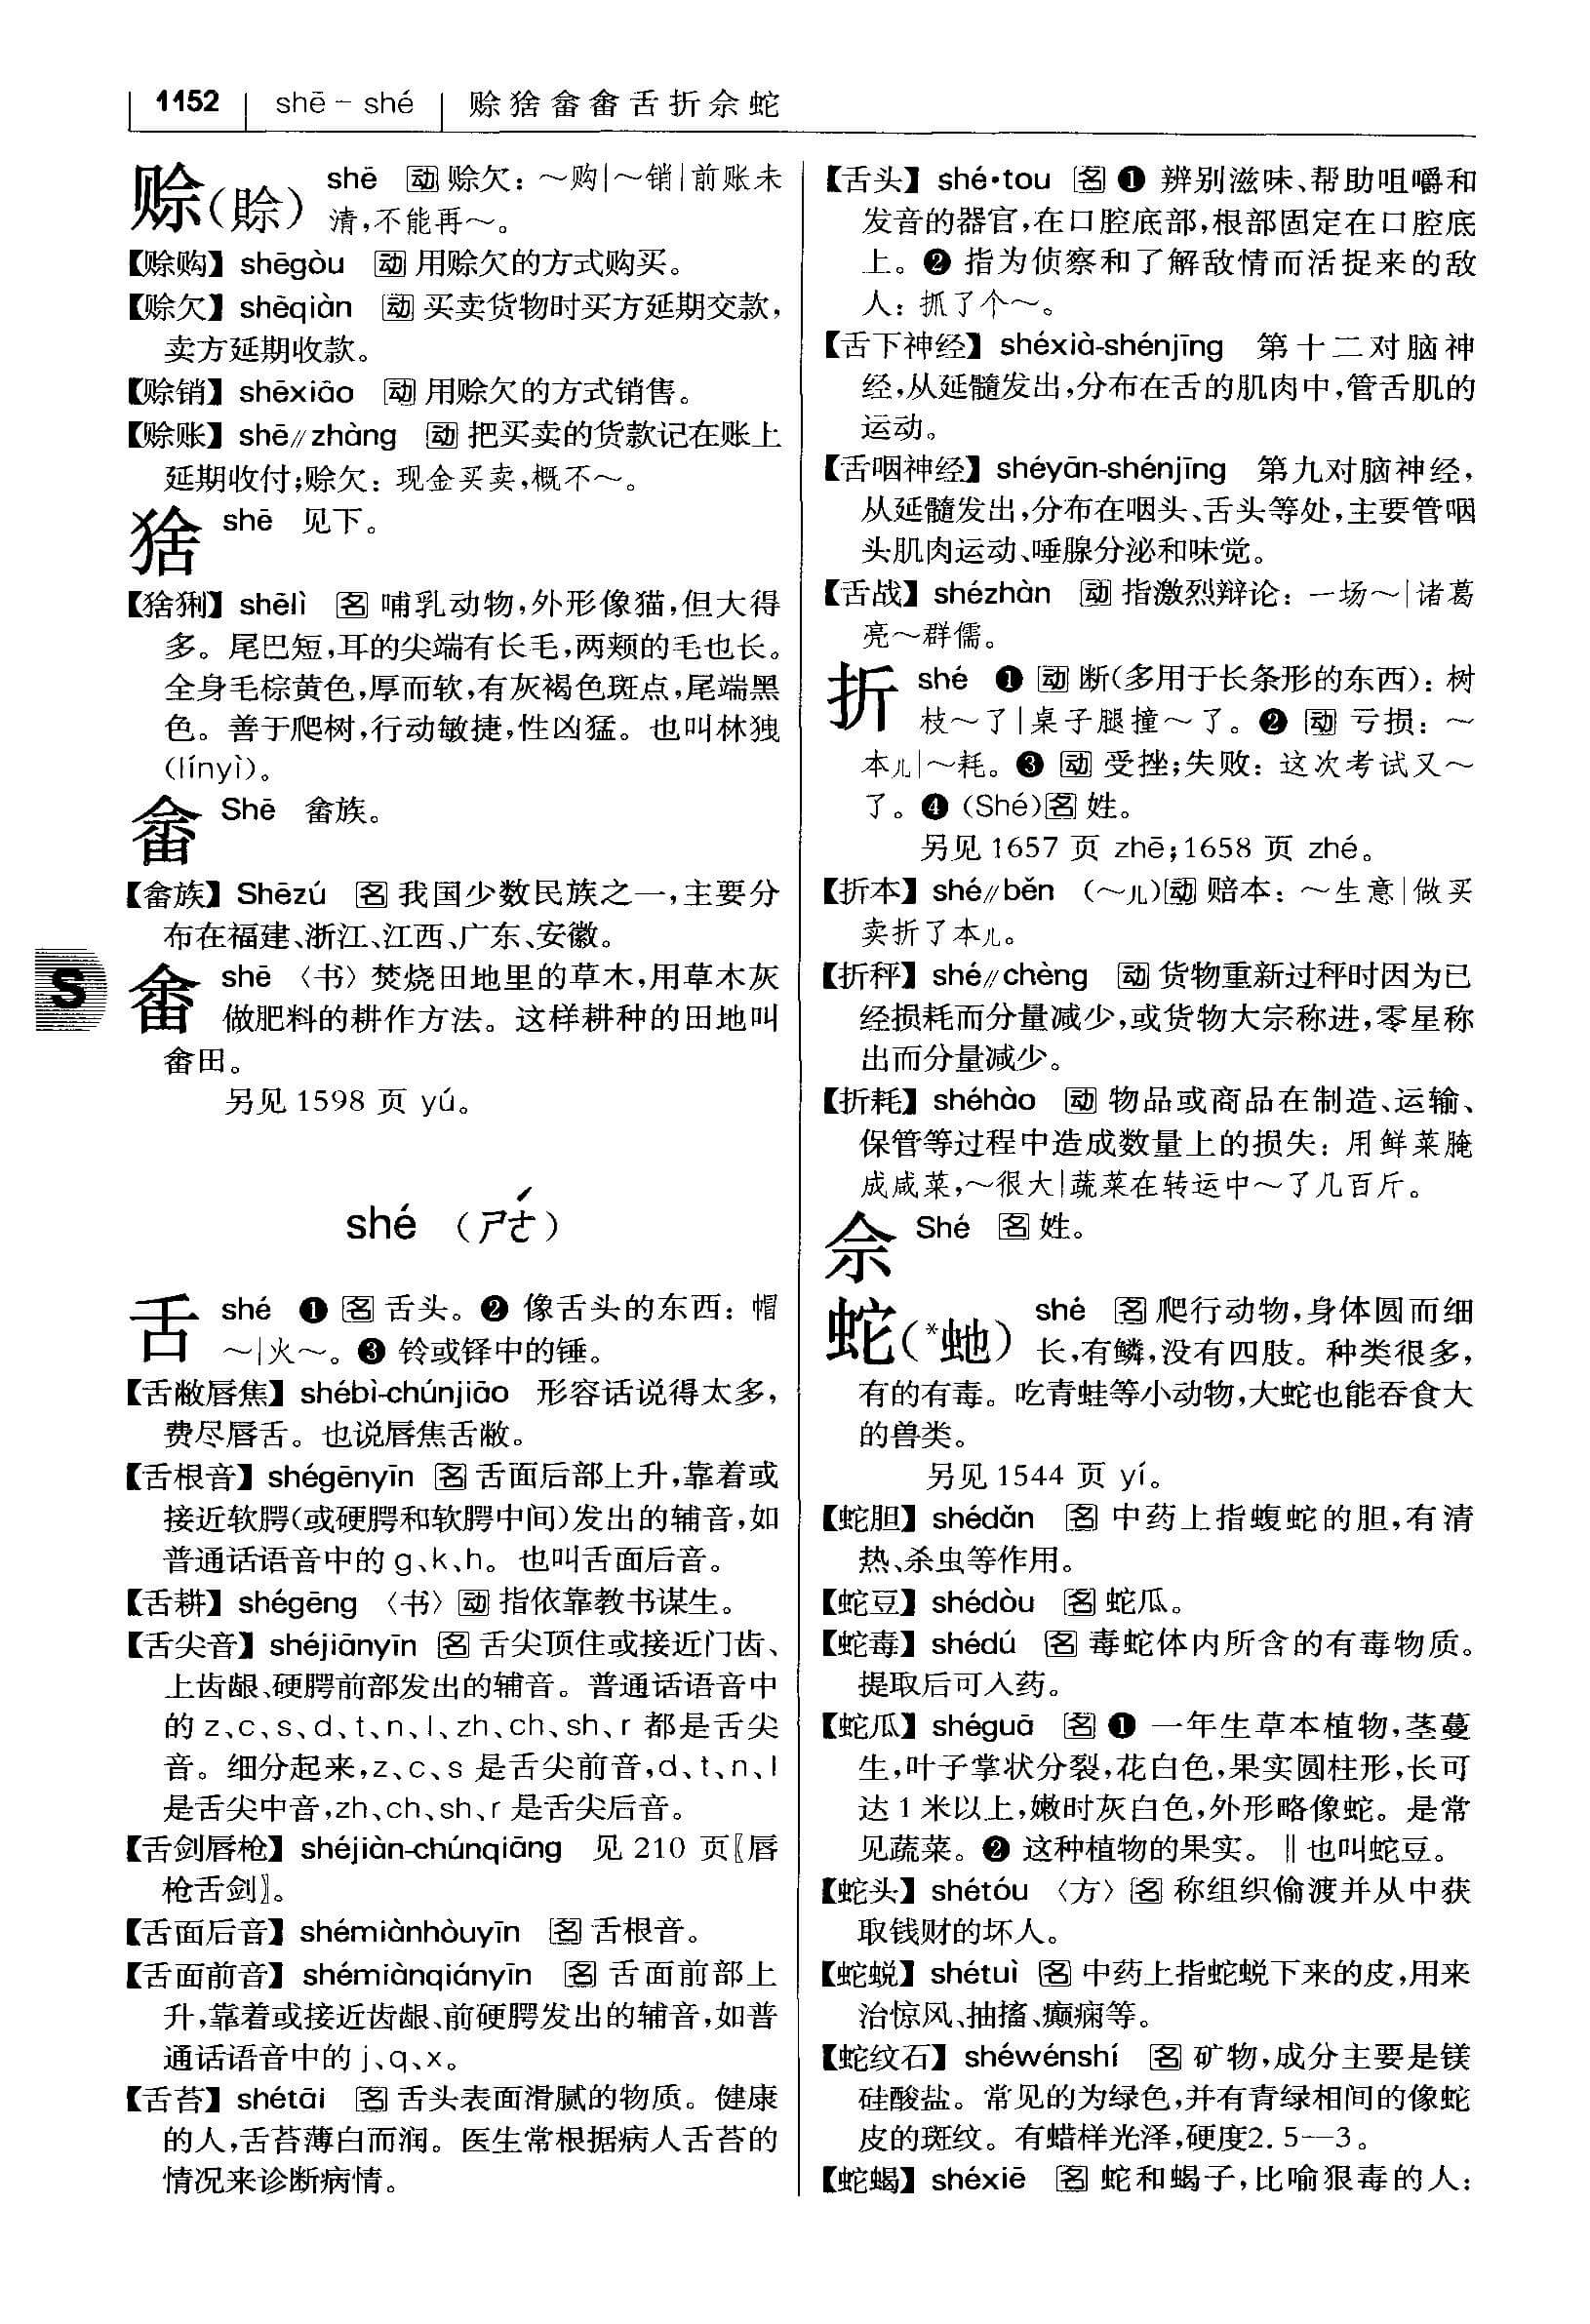 1152 shē – shé 赊猞畲畬舌折佘蛇
赊(賒) shē 动 赊欠：～购|～销|前账未
清，不能再～。
【赊购】shēgòu 动 用赊欠的方式购买。
【赊欠】shēqiàn 动 买卖货物时买方延期交款，
卖方延期收款。
【赊销】shēxiāo 动 用赊欠的方式销售。
【赊账】shē∥zhàng 动 把买卖的货款记在账上
延期收付；赊欠：现金买卖，概不～。
猞 shē 见下。
【猞猁】shēlì 名 哺乳动物，外形像猫，但大得
多。尾巴短，耳的尖端有长毛，两颊的毛也长。
全身毛棕黄色，厚而软，有灰褐色斑点，尾端黑
色。善于爬树，行动敏捷，性凶猛。也叫林㹭
(línyì)。
畲 Shē 畲族。
【畲族】Shēzú 名 我国少数民族之一，主要分
布在福建、浙江、江西、广东、安徽。
S
畬 shē 〈书〉焚烧田地里的草木，用草木灰
做肥料的耕作方法。这样耕种的田地叫
畬田。
另见 1598 页 yú。
shé （ㄕㄜˊ）
舌 shé ❶ 名 舌头。❷ 像舌头的东西：帽
～|火～。❸ 铃或铎中的锤。
【舌敝唇焦】shébì-chúnjiāo 形容话说得太多，
费尽唇舌。也说唇焦舌敝。
【舌根音】shégēnyīn 名 舌面后部上升，靠着或
接近软腭（或硬腭和软腭中间）发出的辅音，如
普通话语音中的 g、k、h。也叫舌面后音。
【舌耕】shégēng 〈书〉动 指依靠教书谋生。
【舌尖音】shéjiānyīn 名 舌尖顶住或接近门齿、
上齿龈、硬腭前部发出的辅音。普通话语音中
的 z、c、s、d、t、n、l、zh、ch、sh、r 都是舌尖
音。细分起来，z、c、s 是舌尖前音，d、t、n、l
是舌尖中音，zh、ch、sh、r 是舌尖后音。
【舌剑唇枪】shéjiàn-chúnqiāng 见 210 页〖唇
枪舌剑〗。
【舌面后音】shémiànhòuyīn 名 舌根音。
【舌面前音】shémiànqiányīn 名 舌面前部上
升，靠着或接近齿龈、前硬腭发出的辅音，如普
通话语音中的 j、q、x。
【舌苔】shétāi 名 舌头表面滑腻的物质。健康
的人，舌苔薄白而润。医生常根据病人舌苔的
情况来诊断病情。
【舌头】shé·tou 名 ❶ 辨别滋味、帮助咀嚼和
发音的器官，在口腔底部，根部固定在口腔底
上。❷ 指为侦察和了解敌情而活捉来的敌
人：抓了个～。
【舌下神经】shéxià-shénjīng 第十二对脑神
经，从延髓发出，分布在舌的肌肉中，管舌肌的
运动。
【舌咽神经】shéyān-shénjīng 第九对脑神经，
从延髓发出，分布在咽头、舌头等处，主要管咽
头肌肉运动、唾腺分泌和味觉。
【舌战】shézhàn 动 指激烈辩论：一场～|诸葛
亮～群儒。
折 shé ❶ 动 断（多用于长条形的东西）：树
枝～了|桌子腿撞～了。❷ 动 亏损：～
本儿|～耗。❸ 动 受挫；失败：这次考试又～
了。❹ (Shé)名 姓。
另见 1657 页 zhē；1658 页 zhé。
【折本】shé∥běn （～儿）动 赔本：～生意|做买
卖折了本儿。
【折秤】shé∥chèng 动 货物重新过秤时因为已
经损耗而分量减少，或货物大宗称进，零星称
出而分量减少。
【折耗】shéhào 动 物品或商品在制造、运输、
保管等过程中造成数量上的损失：用鲜菜腌
成咸菜，～很大|蔬菜在转运中～了几百斤。
佘 Shé 名 姓。
蛇(*虵) shé 名 爬行动物，身体圆而细
长，有鳞，没有四肢。种类很多，
有的有毒。吃青蛙等小动物，大蛇也能吞食大
的兽类。
另见 1544 页 yí。
【蛇胆】shédǎn 名 中药上指蝮蛇的胆，有清
热、杀虫等作用。
【蛇豆】shédòu 名 蛇瓜。
【蛇毒】shédú 名 毒蛇体内所含的有毒物质。
提取后可入药。
【蛇瓜】shéguā 名 ❶ 一年生草本植物，茎蔓
生，叶子掌状分裂，花白色，果实圆柱形，长可
达 1 米以上，嫩时灰白色，外形略像蛇。是常
见蔬菜。❷ 这种植物的果实。‖也叫蛇豆。
【蛇头】shétóu 〈方〉名 称组织偷渡并从中获
取钱财的坏人。
【蛇蜕】shétuì 名 中药上指蛇蜕下来的皮，用来
治惊风、抽搐、癫痫等。
【蛇纹石】shéwénshí 名 矿物，成分主要是镁
硅酸盐。常见的为绿色，并有青绿相间的像蛇
皮的斑纹。有蜡样光泽，硬度2.5—3。
【蛇蝎】shéxiē 名 蛇和蝎子，比喻狠毒的人：